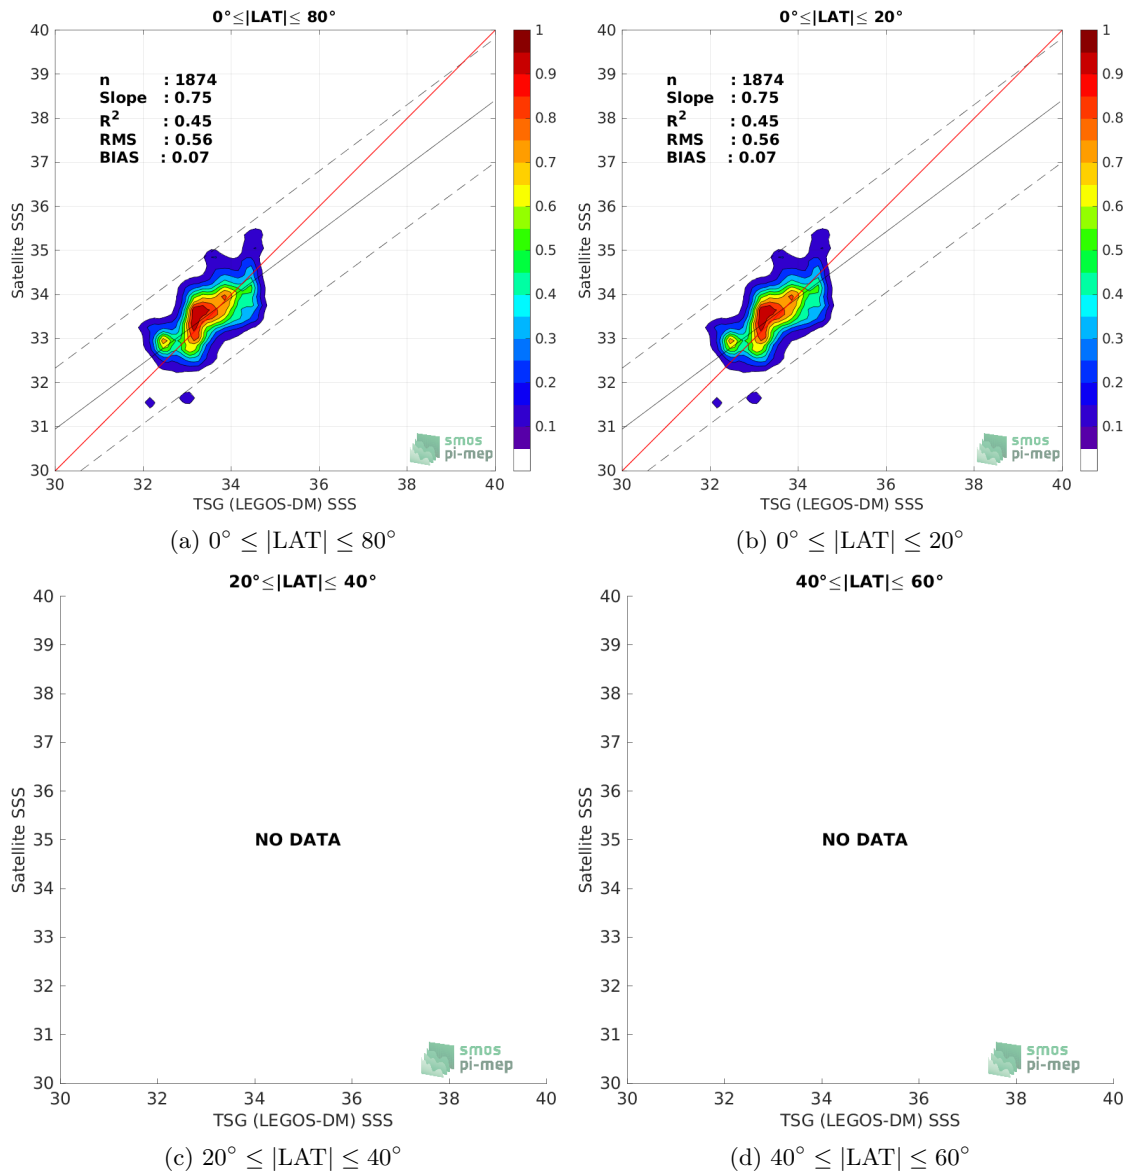 0°≤|LAT|≤ 80°
40
39
38
37
36
35
34
33
32
31
30
Satellite SSS
n : 1874
Slope : 0.75
R² : 0.45
RMS : 0.56
BIAS : 0.07
1
0.9
0.8
0.7
0.6
0.5
0.4
0.3
0.2
0.1
smos
pi-mep
30 32 34 36 38 40
TSG (LEGOS-DM) SSS
(a) 0° ≤ |LAT| ≤ 80°
0°≤|LAT|≤ 20°
40
39
38
37
36
35
34
33
32
31
30
Satellite SSS
n : 1874
Slope : 0.75
R² : 0.45
RMS : 0.56
BIAS : 0.07
1
0.9
0.8
0.7
0.6
0.5
0.4
0.3
0.2
0.1
smos
pi-mep
30 32 34 36 38 40
TSG (LEGOS-DM) SSS
(b) 0° ≤ |LAT| ≤ 20°
20°≤|LAT|≤ 40°
40
39
38
37
36
35
34
33
32
31
30
Satellite SSS
NO DATA
smos
pi-mep
30 32 34 36 38 40
TSG (LEGOS-DM) SSS
(c) 20° ≤ |LAT| ≤ 40°
40°≤|LAT|≤ 60°
40
39
38
37
36
35
34
33
32
31
30
Satellite SSS
NO DATA
smos
pi-mep
30 32 34 36 38 40
TSG (LEGOS-DM) SSS
(d) 40° ≤ |LAT| ≤ 60°